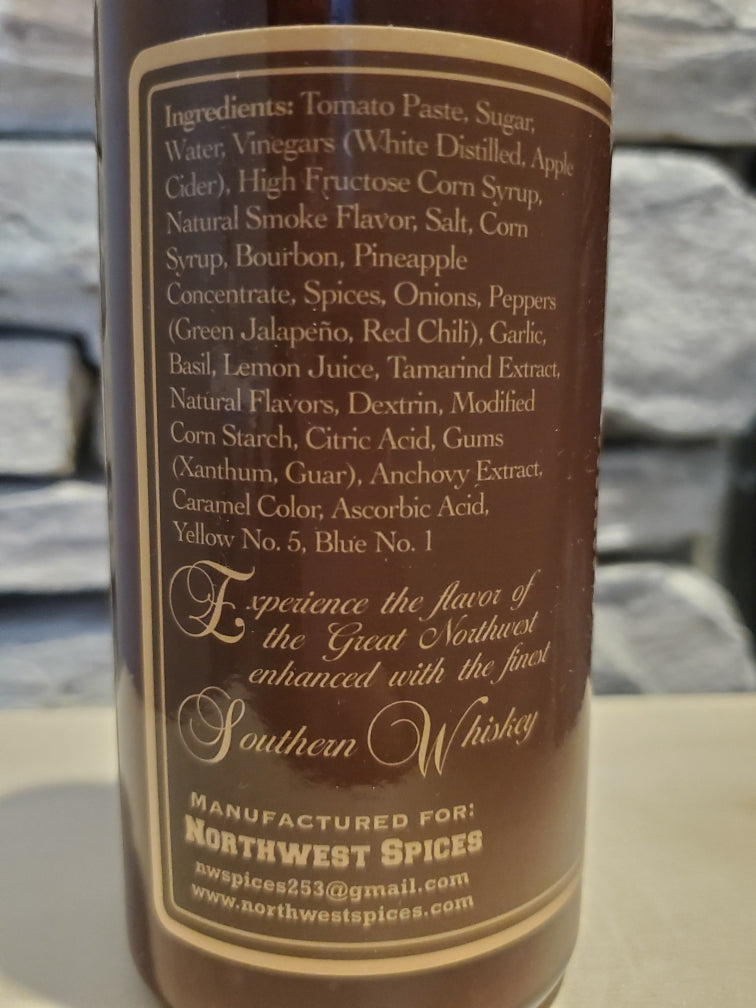 Ingredients: Tomato Paste, Sugar,
Water, Vinegars (White Distilled, Apple
Cider), High Fructose Corn Syrup,
Natural Smoke Flavor, Salt, Corn
Syrup, Bourbon, Pineapple
Concentrate, Spices, Onions, Peppers
(Green Jalapeño, Red Chili), Garlic,
Basil, Lemon Juice, Tamarind Extract,
Natural Flavors, Dextrin, Modified
Corn Starch, Citric Acid, Gums
(Xanthum, Guar), Anchovy Extract,
Caramel Color, Ascorbic Acid,
Yellow No. 5, Blue No. 1
Experience the flavor of
the Great Northwest
enhanced with the finest
Southern Whiskey
MANUFACTURED FOR:
NORTHWEST SPICES
nwspices253@gmail.com
www.northwestspices.com